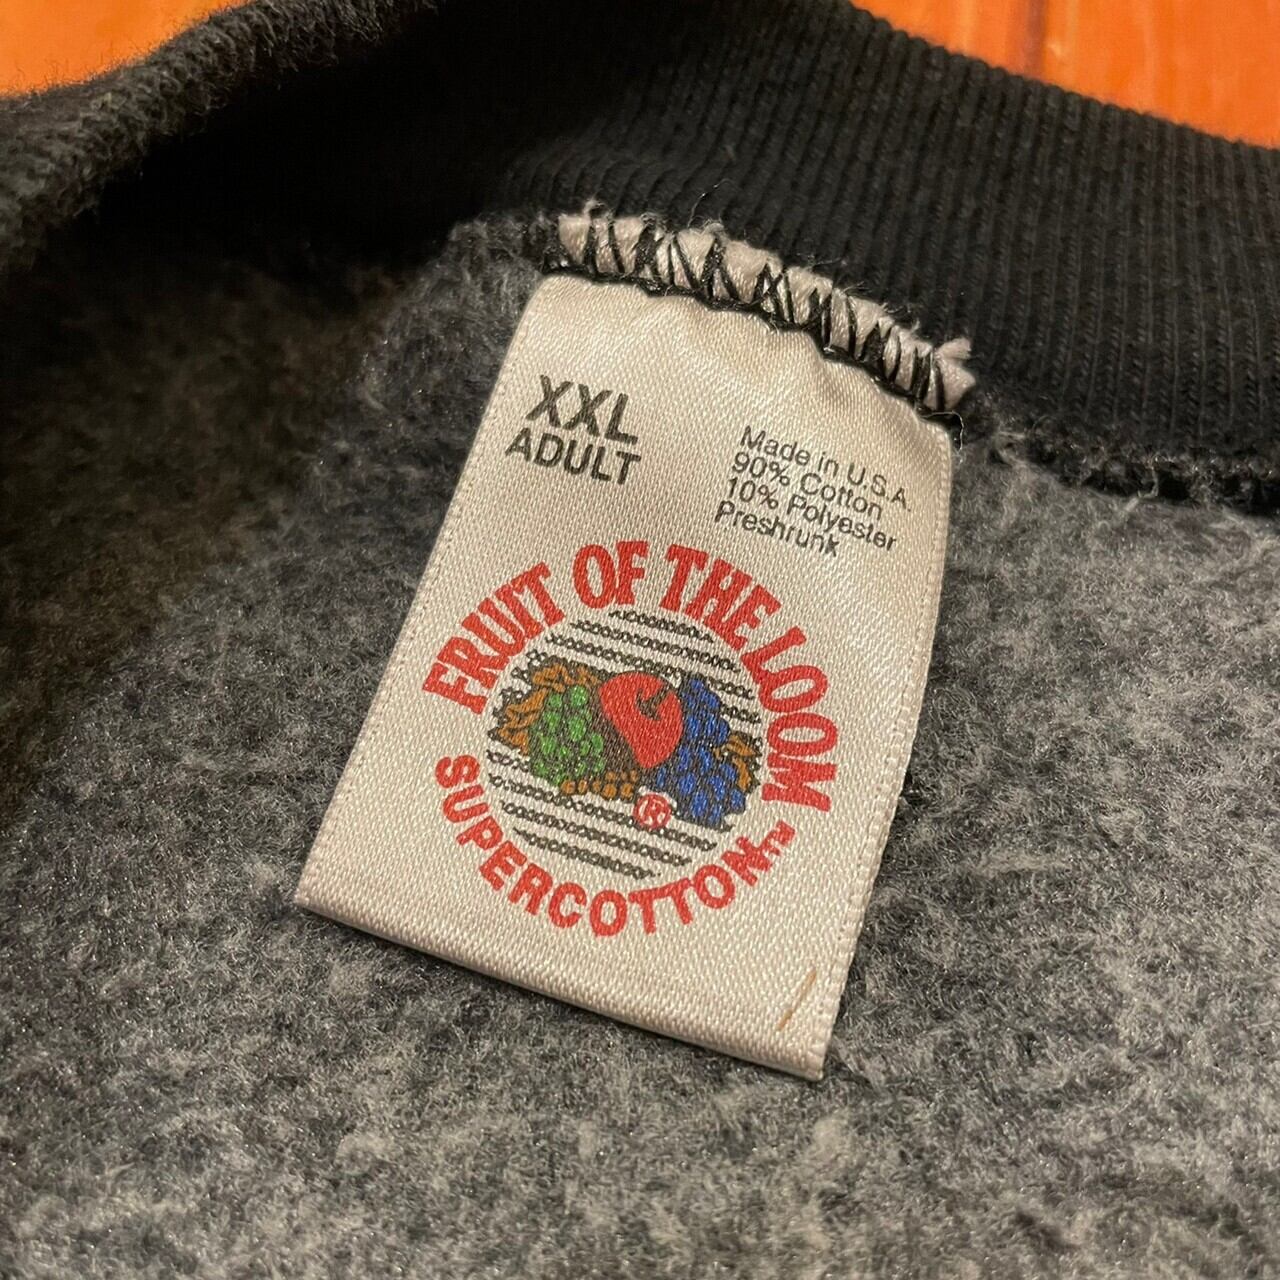 XXL
ADULT
Made in U.S.A.
90% Cotton
10% Polyester
Preshrunk
FRUIT OF THE LOOM
®
SUPERCOTTON™